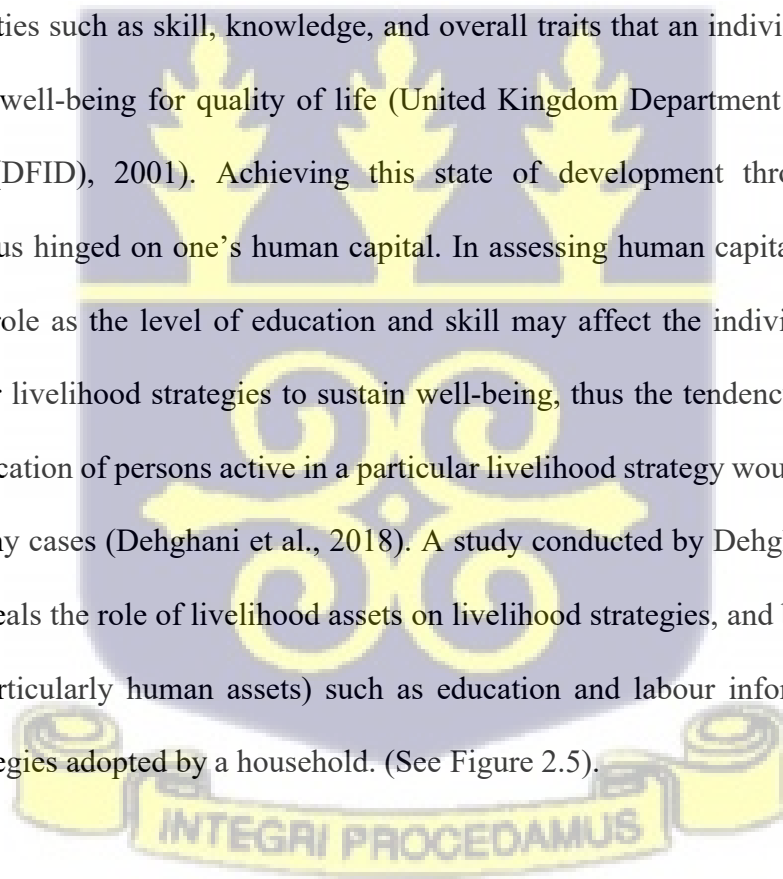 ties such as skill, knowledge, and overall traits that an indivi
well-being for quality of life (United Kingdom Department
DFID), 2001). Achieving this state of development thro
us hinged on one’s human capital. In assessing human capita
role as the level of education and skill may affect the indivi
r livelihood strategies to sustain well-being, thus the tendenc
cation of persons active in a particular livelihood strategy wou
ny cases (Dehghani et al., 2018). A study conducted by Dehg
eals the role of livelihood assets on livelihood strategies, and
rticularly human assets) such as education and labour infor
egies adopted by a household. (See Figure 2.5).
INTEGRI PROCEDAMUS